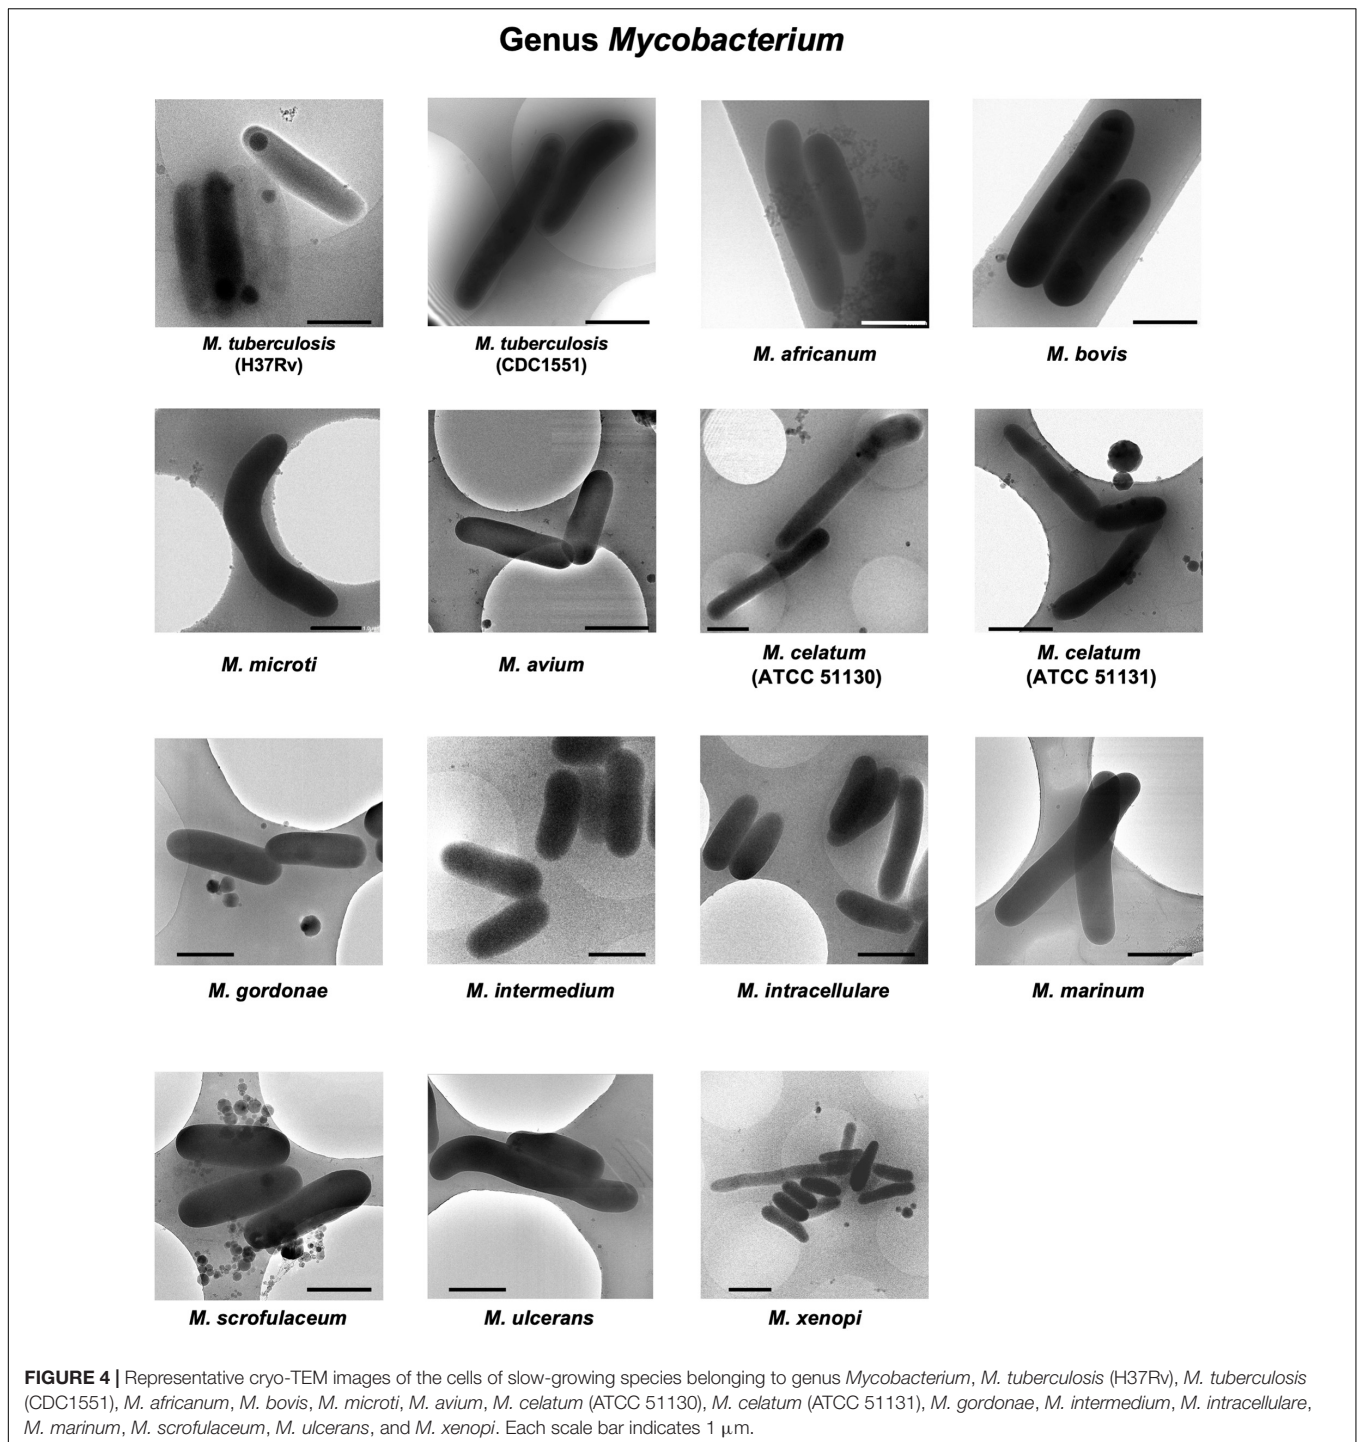 Genus Mycobacterium
M. tuberculosis
(H37Rv)
M. tuberculosis
(CDC1551)
M. africanum
M. bovis
M. microti
M. avium
M. celatum
(ATCC 51130)
M. celatum
(ATCC 51131)
M. gordonae
M. intermedium
M. intracellulare
M. marinum
M. scrofulaceum
M. ulcerans
M. xenopi
FIGURE 4 | Representative cryo-TEM images of the cells of slow-growing species belonging to genus Mycobacterium, M. tuberculosis (H37Rv), M. tuberculosis
(CDC1551), M. africanum, M. bovis, M. microti, M. avium, M. celatum (ATCC 51130), M. celatum (ATCC 51131), M. gordonae, M. intermedium, M. intracellulare,
M. marinum, M. scrofulaceum, M. ulcerans, and M. xenopi. Each scale bar indicates 1 μm.